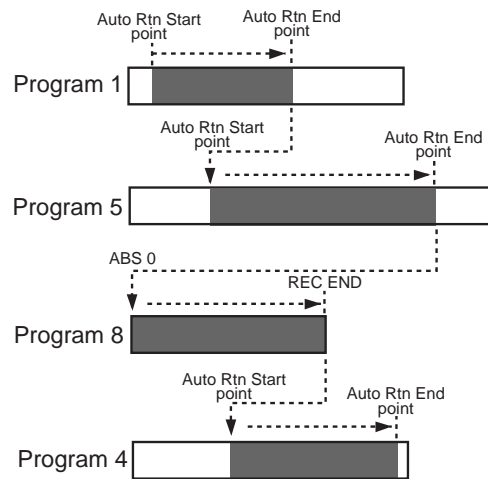 Auto Rtn Start
point
Auto Rtn End
point
Program 1
Auto Rtn Start
point
Auto Rtn End
point
Program 5
ABS 0
REC END
Program 8
Auto Rtn Start
point
Auto Rtn End
point
Program 4